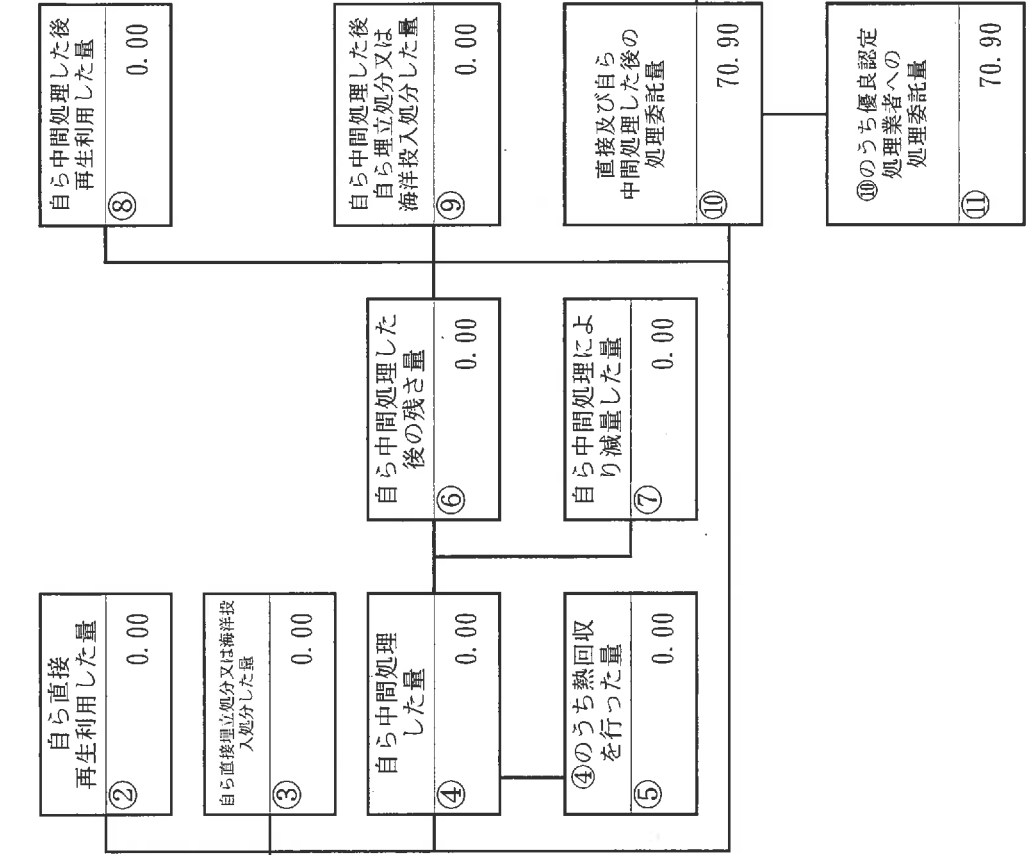 自ら直接
再生利用した量
② 0.00
自ら直接埋立処分又は海洋投
入処分した量
③ 0.00
自ら中間処理
した量
④ 0.00
④のうち熱回収
を行った量
⑤ 0.00
自ら中間処理した
後の残さ量
⑥ 0.00
自ら中間処理によ
り減量した量
⑦ 0.00
自ら中間処理した後
再生利用した量
⑧ 0.00
自ら中間処理した後
自ら埋立処分又は
海洋投入処分した量
⑨ 0.00
直接及び自ら
中間処理した後の
処理委託量
⑩ 70.90
⑩のうち優良認定
処理業者への
処理委託量
⑪ 70.90